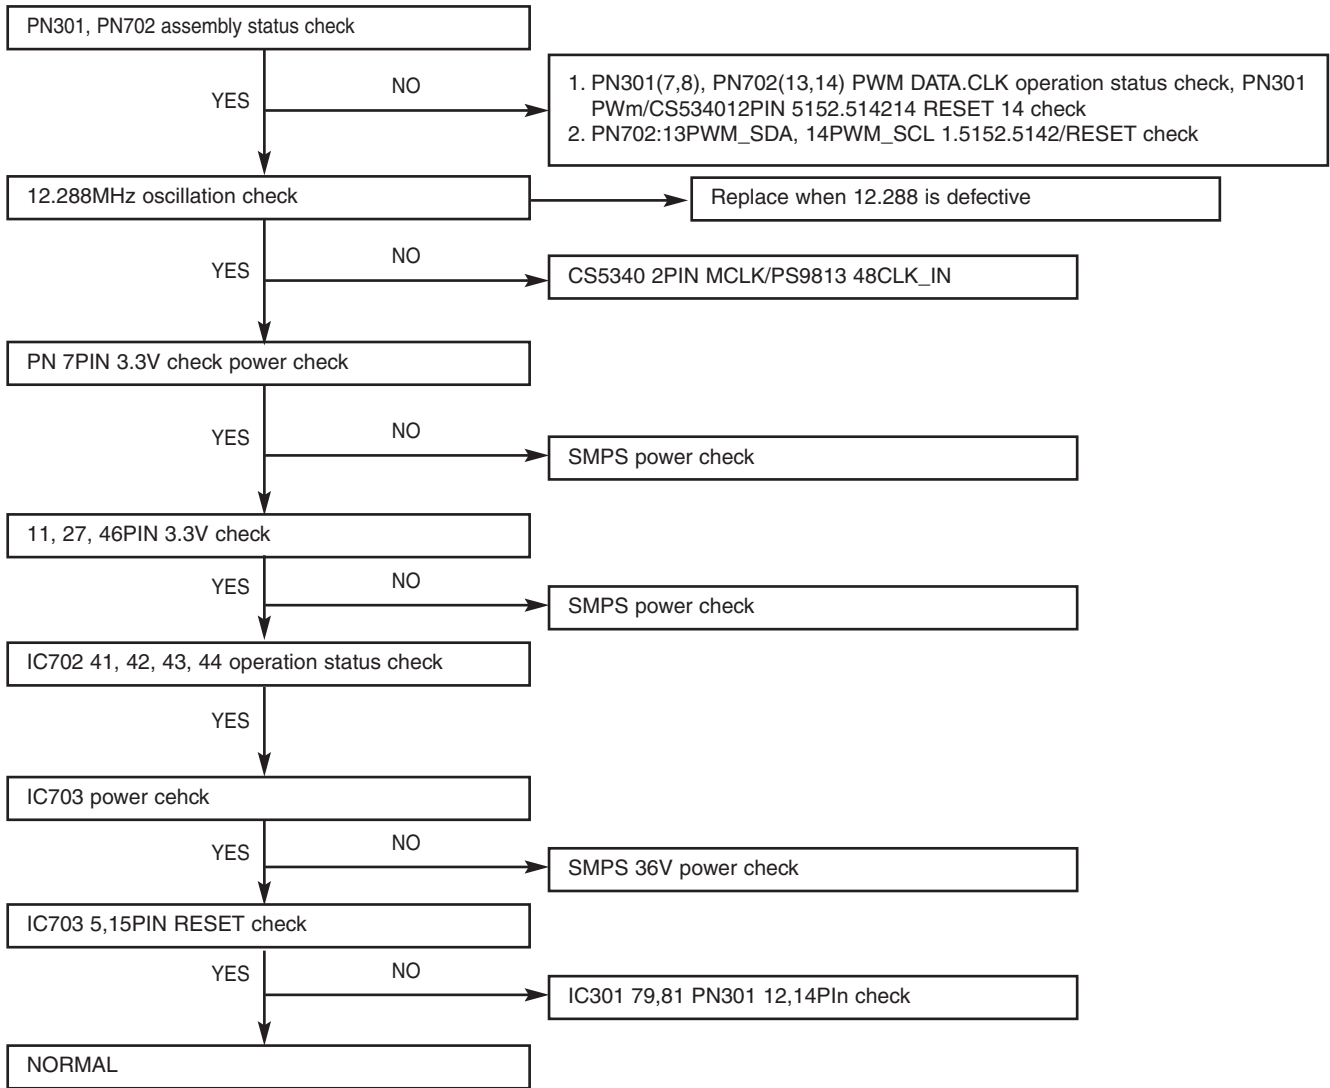 PN301, PN702 assembly status check
YES
NO
1. PN301(7,8), PN702(13,14) PWM DATA.CLK operation status check, PN301
PWm/CS534012PIN 5152.514214 RESET 14 check
2. PN702:13PWM_SDA, 14PWM_SCL 1.5152.5142/RESET check
12.288MHz oscillation check
Replace when 12.288 is defective
YES
NO
CS5340 2PIN MCLK/PS9813 48CLK_IN
PN 7PIN 3.3V check power check
YES
NO
SMPS power check
11, 27, 46PIN 3.3V check
YES
NO
SMPS power check
IC702 41, 42, 43, 44 operation status check
YES
IC703 power cehck
YES
NO
SMPS 36V power check
IC703 5,15PIN RESET check
YES
NO
IC301 79,81 PN301 12,14PIn check
NORMAL